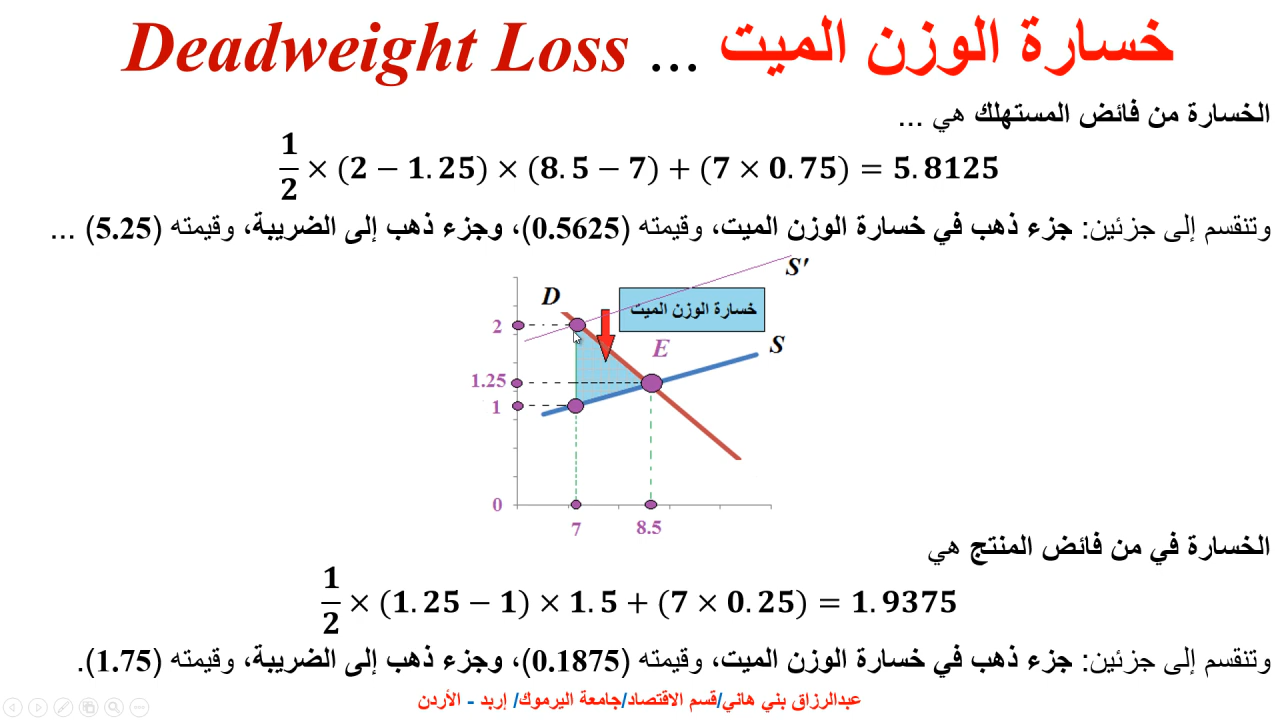 خسارة الوزن الميت ... Deadweight Loss
الخسارة من فائض المستهلك هي ...
1/2 × (2 − 1.25) × (8.5 − 7) + (7 × 0.75) = 5.8125
وتنقسم إلى جزئين: جزء ذهب في خسارة الوزن الميت، وقيمته (0.5625)، وجزء ذهب إلى الضريبة، وقيمته (5.25) ...
S′
D
خسارة الوزن الميت
2
E
S
1.25
1
0
7
8.5
الخسارة في من فائض المنتج هي
1/2 × (1.25 − 1) × 1.5 + (7 × 0.25) = 1.9375
وتنقسم إلى جزئين: جزء ذهب في خسارة الوزن الميت، وقيمته (0.1875)، وجزء ذهب إلى الضريبة، وقيمته (1.75).
عبدالرزاق بني هاني/قسم الاقتصاد/جامعة اليرموك/ إربد - الأردن